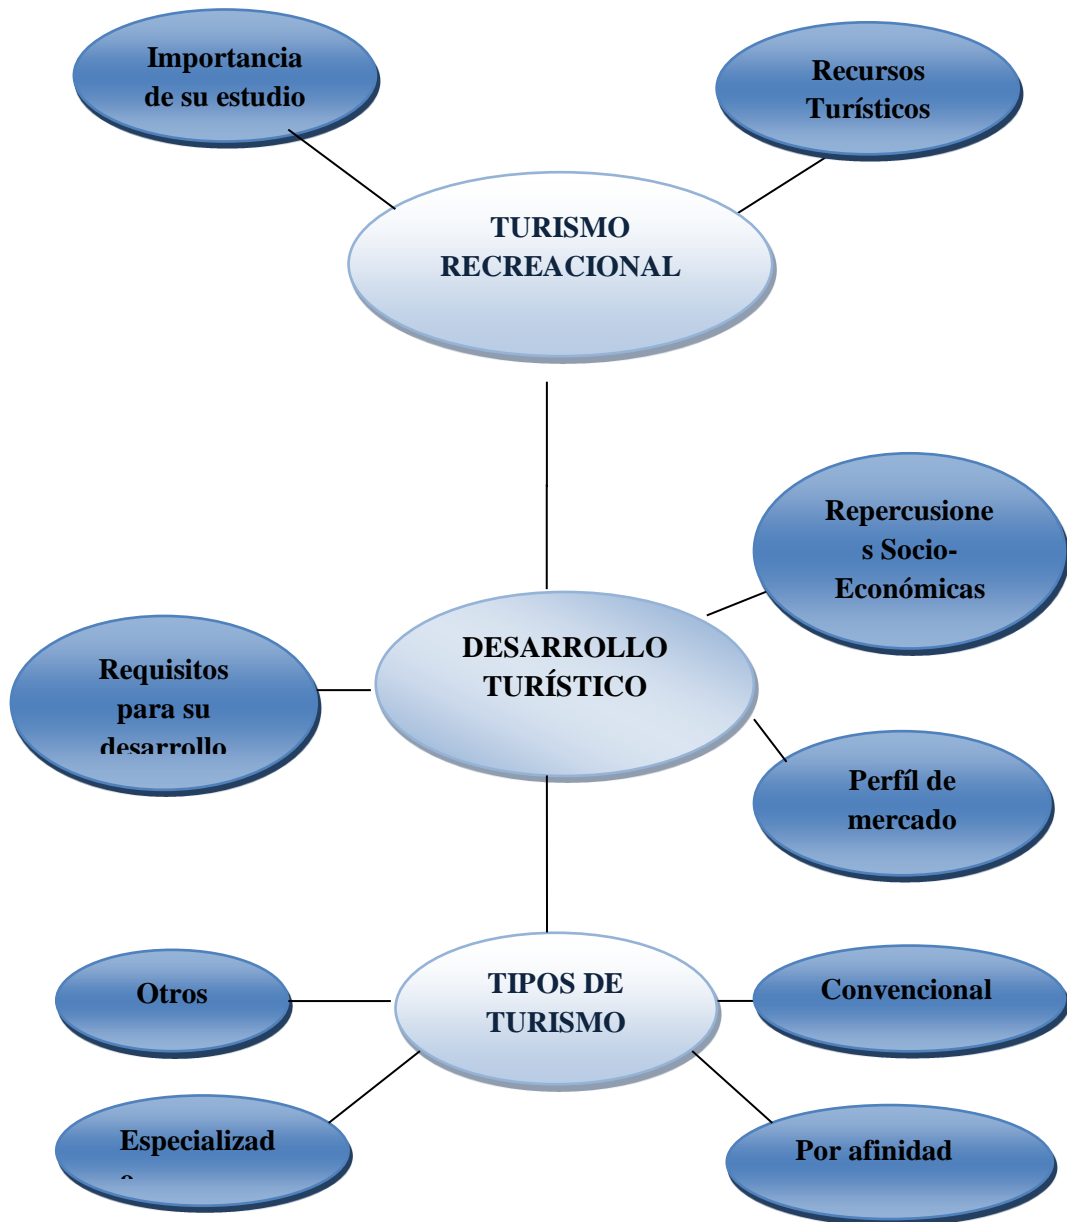 Importancia
de su estudio
Recursos
Turísticos
TURISMO
RECREACIONAL
Repercusione
s Socio-
Económicas
DESARROLLO
TURÍSTICO
Requisitos
para su
desarrollo
Perfíl de
mercado
Otros
TIPOS DE
TURISMO
Convencional
Especializad
o
Por afinidad